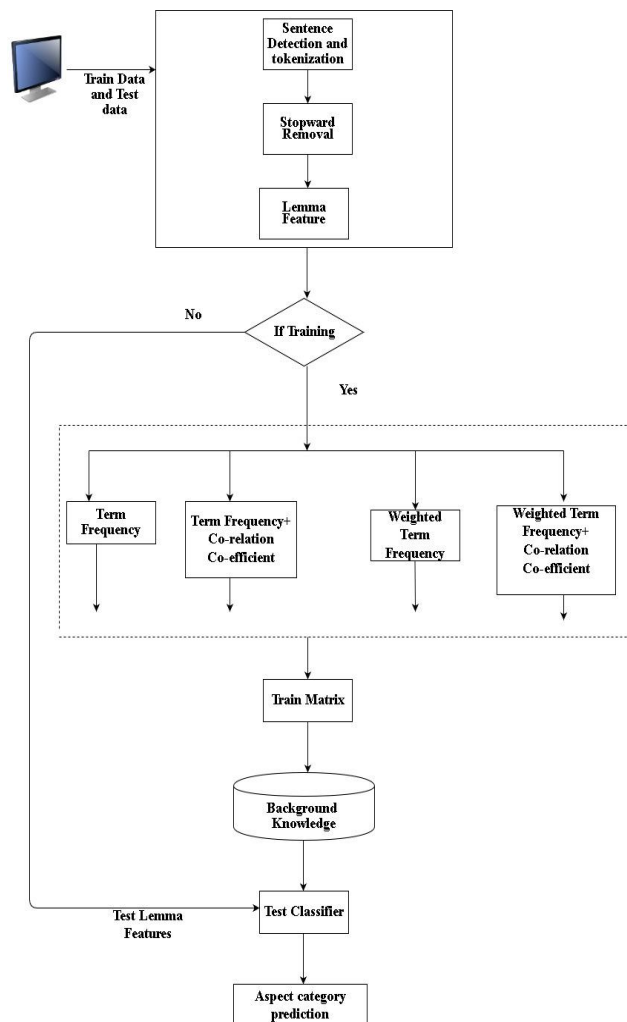 Sentence
Detection and
tokenization
Train Data
and Test
data
Stopward
Removal
Lemma
Feature
No
If Training
Yes
Term
Frequency
Term Frequency+
Co-relation
Co-efficient
Weighted
Term
Frequency
Weighted Term
Frequency+
Co-relation
Co-efficient
Train Matrix
Background
Knowledge
Test Classifier
Test Lemma
Features
Aspect category
prediction